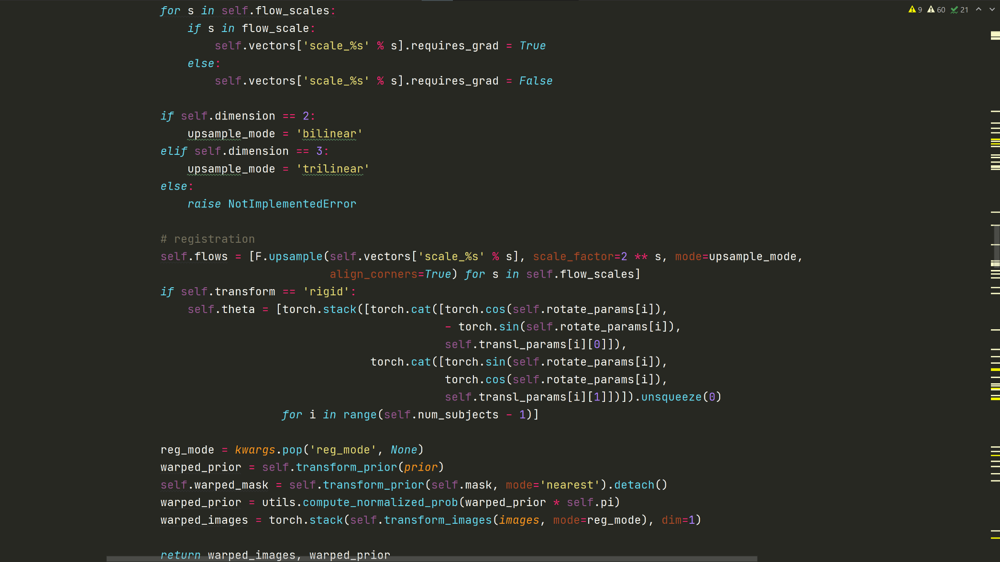 for s in self.flow_scales:
9 60 21
if s in flow_scale:
self.vectors['scale_%s' % s].requires_grad = True
else:
self.vectors['scale_%s' % s].requires_grad = False
if self.dimension == 2:
upsample_mode = 'bilinear'
elif self.dimension == 3:
upsample_mode = 'trilinear'
else:
raise NotImplementedError
# registration
self.flows = [F.upsample(self.vectors['scale_%s' % s], scale_factor=2 ** s, mode=upsample_mode,
align_corners=True) for s in self.flow_scales]
if self.transform == 'rigid':
self.theta = [torch.stack([torch.cat([torch.cos(self.rotate_params[i]),
- torch.sin(self.rotate_params[i]),
self.transl_params[i][0]]),
torch.cat([torch.sin(self.rotate_params[i]),
torch.cos(self.rotate_params[i]),
self.transl_params[i][1]])]).unsqueeze(0)
for i in range(self.num_subjects - 1)]
reg_mode = kwargs.pop('reg_mode', None)
warped_prior = self.transform_prior(prior)
self.warped_mask = self.transform_prior(self.mask, mode='nearest').detach()
warped_prior = utils.compute_normalized_prob(warped_prior * self.pi)
warped_images = torch.stack(self.transform_images(images, mode=reg_mode), dim=1)
return warped_images, warped_prior